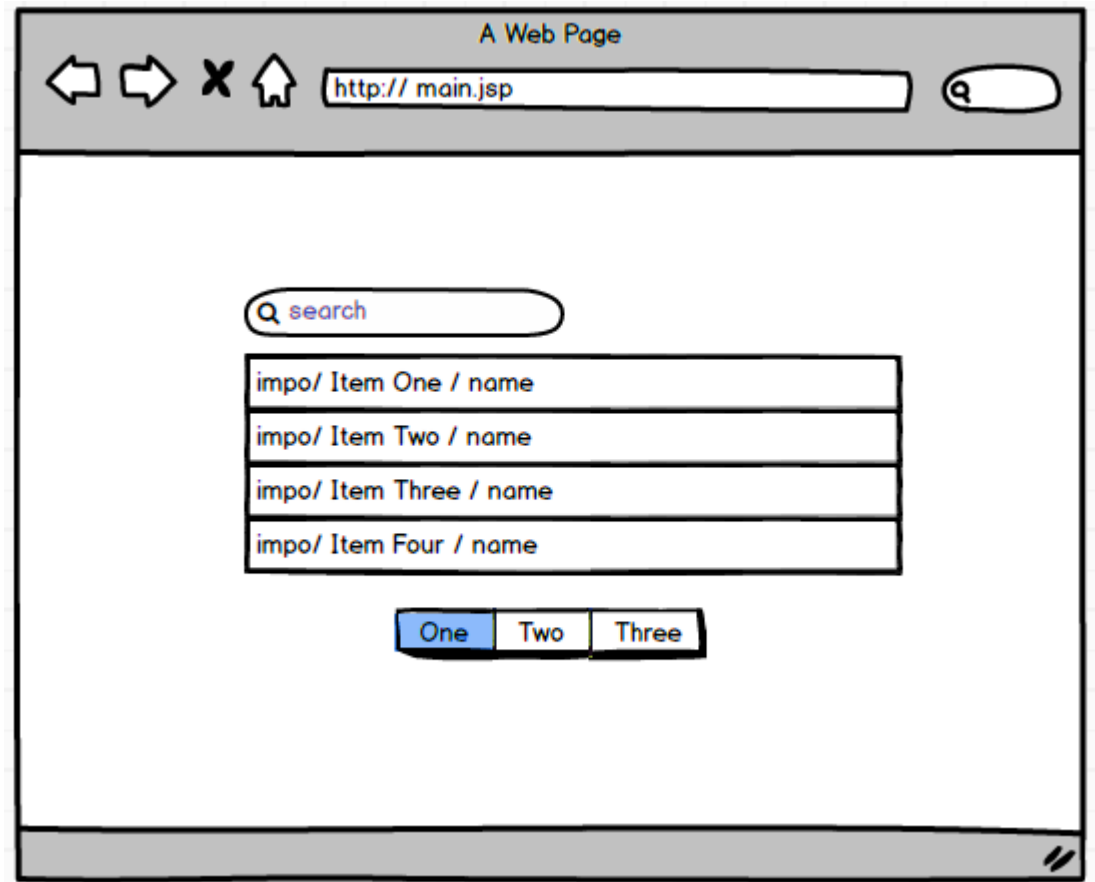 A Web Page
http:// main.jsp
search
impo/ Item One / name
impo/ Item Two / name
impo/ Item Three / name
impo/ Item Four / name
One Two Three